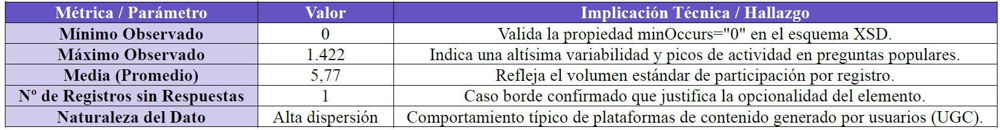 Métrica / Parámetro Valor Implicación Técnica / Hallazgo
Mínimo Observado 0 Valida la propiedad minOccurs="0" en el esquema XSD.
Máximo Observado 1.422 Indica una altísima variabilidad y picos de actividad en preguntas populares.
Media (Promedio) 5,77 Refleja el volumen estándar de participación por registro.
Nº de Registros sin Respuestas 1 Caso borde confirmado que justifica la opcionalidad del elemento.
Naturaleza del Dato Alta dispersión Comportamiento típico de plataformas de contenido generado por usuarios (UGC).